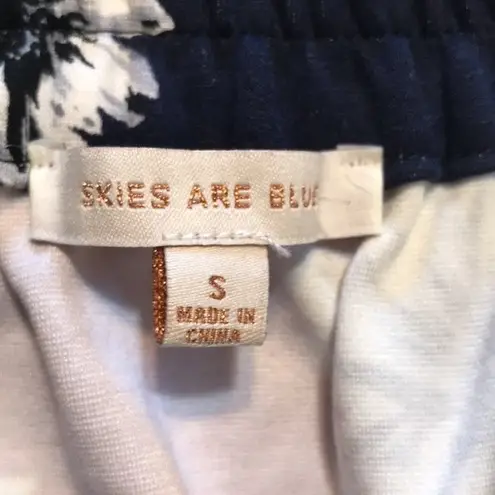 SKIES ARE BLUE
S
MADE IN
CHINA